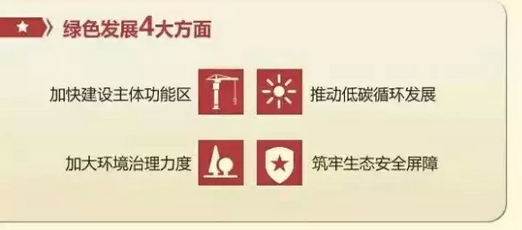 绿色发展4大方面
加快建设主体功能区 推动低碳循环发展
加大环境治理力度 筑牢生态安全屏障